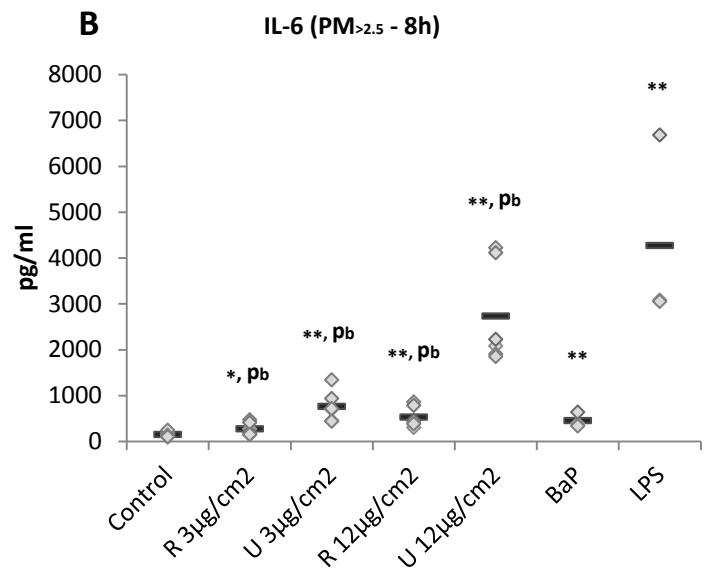 B
IL-6 (PM>2.5 - 8h)
8000
7000
6000
5000
4000
3000
2000
1000
0
pg/ml
*, pb
**, pb
**, pb
**, pb
**
**
Control
R 3µg/cm2
U 3µg/cm2
R 12µg/cm2
U 12µg/cm2
BaP
LPS